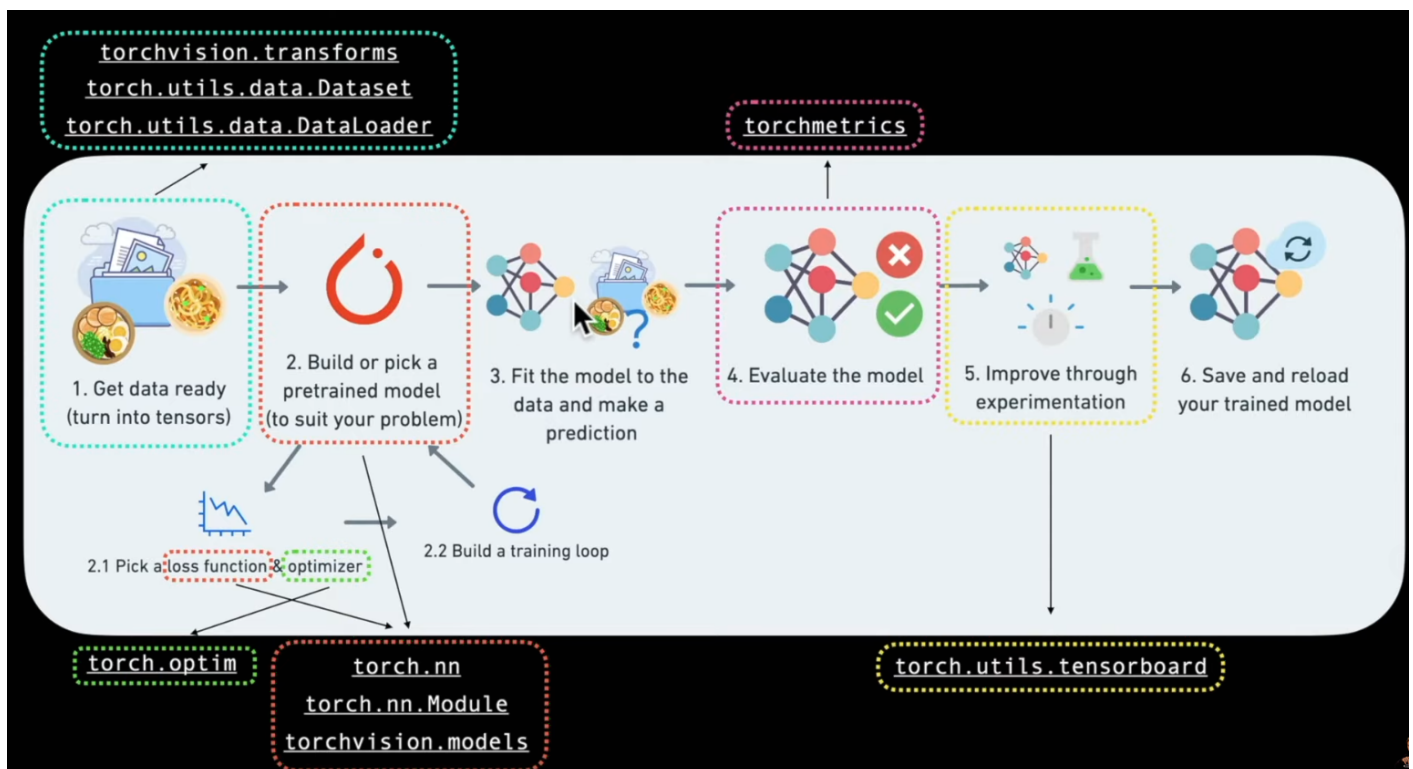 torchvision.transforms
torch.utils.data.Dataset
torch.utils.data.DataLoader
torchmetrics
1. Get data ready
(turn into tensors)
2. Build or pick a
pretrained model
(to suit your problem)
3. Fit the model to the
data and make a
prediction
4. Evaluate the model
5. Improve through
experimentation
6. Save and reload
your trained model
2.1 Pick a loss function & optimizer
2.2 Build a training loop
torch.optim
torch.nn
torch.nn.Module
torchvision.models
torch.utils.tensorboard